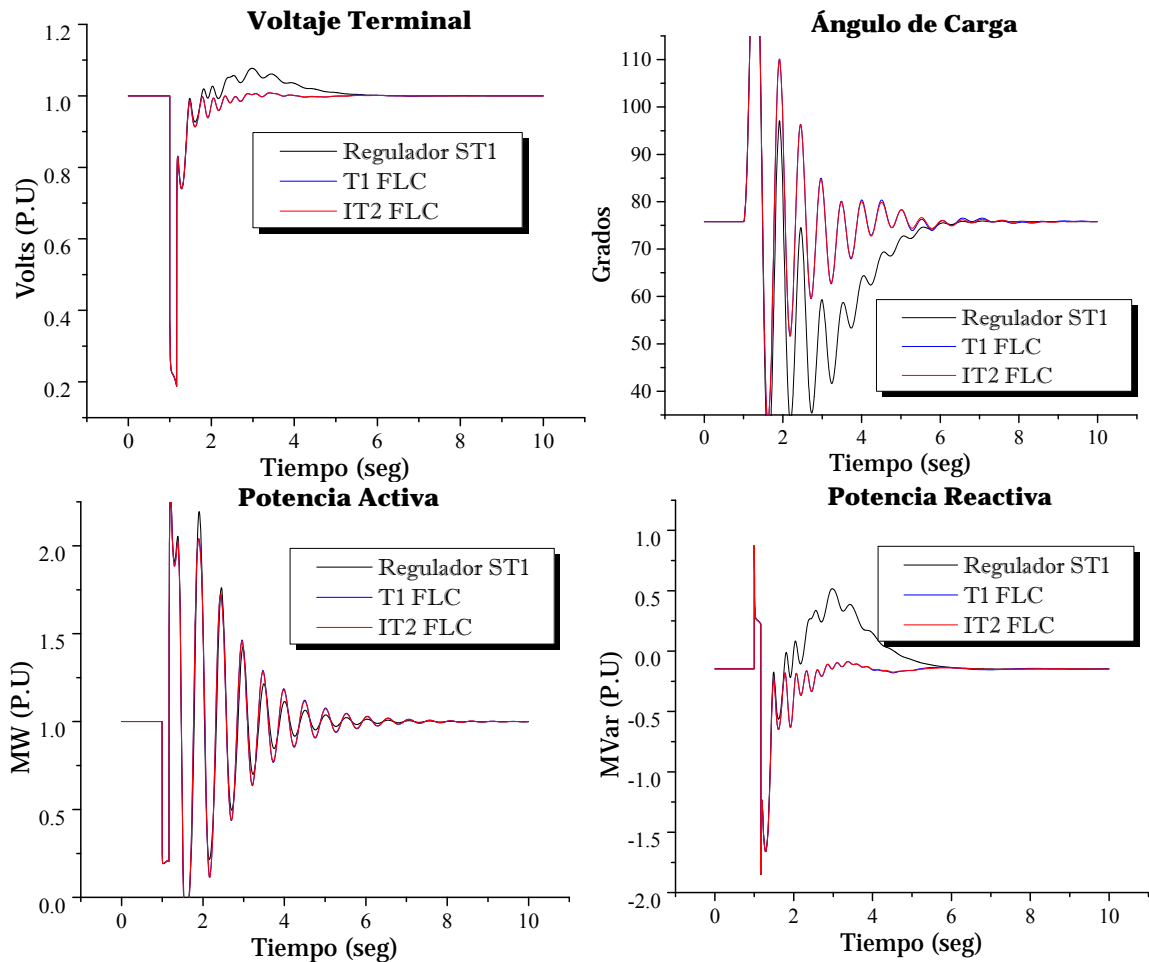 Voltaje Terminal
1.2
1.0
0.8
0.6
0.4
0.2
Volts (P.U)
Regulador ST1
T1 FLC
IT2 FLC
0 2 4 6 8 10
Tiempo (seg)
Ángulo de Carga
110
100
90
80
70
60
50
40
Grados
Regulador ST1
T1 FLC
IT2 FLC
0 2 4 6 8 10
Tiempo (seg)
Potencia Activa
2.0
1.5
1.0
0.5
0.0
MW (P.U)
Regulador ST1
T1 FLC
IT2 FLC
0 2 4 6 8 10
Tiempo (seg)
Potencia Reactiva
1.0
0.5
0.0
-0.5
-1.0
-1.5
-2.0
MVar (P.U)
Regulador ST1
T1 FLC
IT2 FLC
0 2 4 6 8 10
Tiempo (seg)